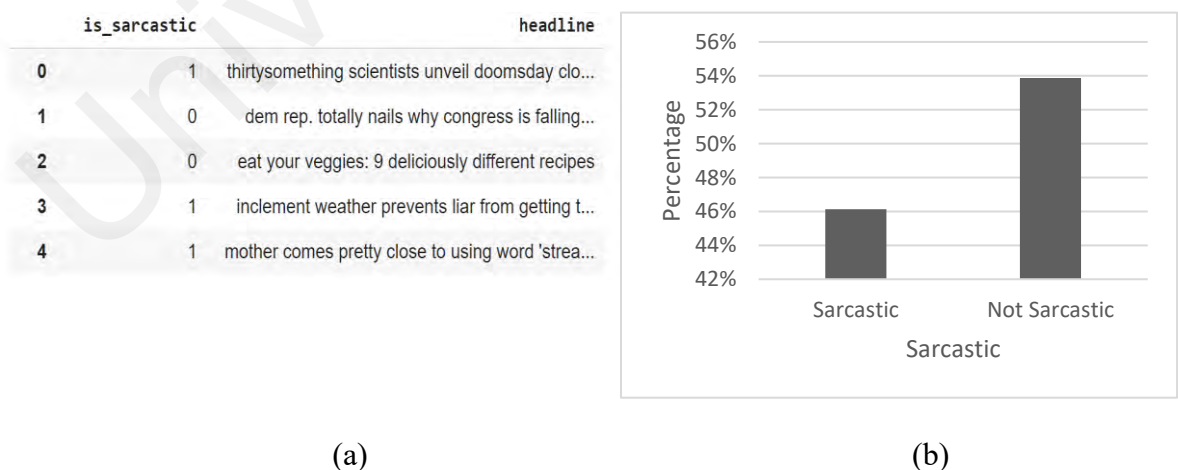 is_sarcastic headline
0 1 thirtysomething scientists unveil doomsday clo...
1 0 dem rep. totally nails why congress is falling...
2 0 eat your veggies: 9 deliciously different recipes
3 1 inclement weather prevents liar from getting t...
4 1 mother comes pretty close to using word 'strea...
(a)
56%
54%
52%
50%
48%
46%
44%
42%
Percentage
Sarcastic Not Sarcastic
Sarcastic
(b)
Univ